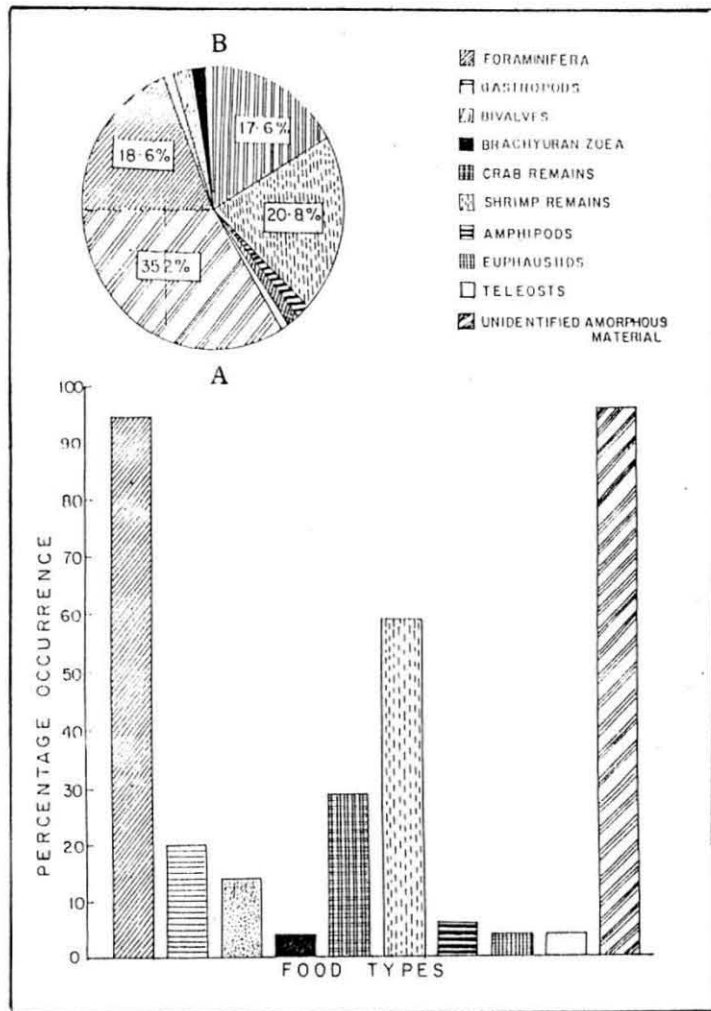 B
17·6%
18·6%
20·8%
35·2%
FORAMINIFERA
GASTROPODS
BIVALVES
BRACHYURAN ZOEA
CRAB REMAINS
SHRIMP REMAINS
AMPHIPODS
EUPHAUSIIDS
TELEOSTS
UNIDENTIFIED AMORPHOUS
MATERIAL
A
100
90
80
70
60
50
40
30
20
10
0
PERCENTAGE OCCURRENCE
FOOD TYPES